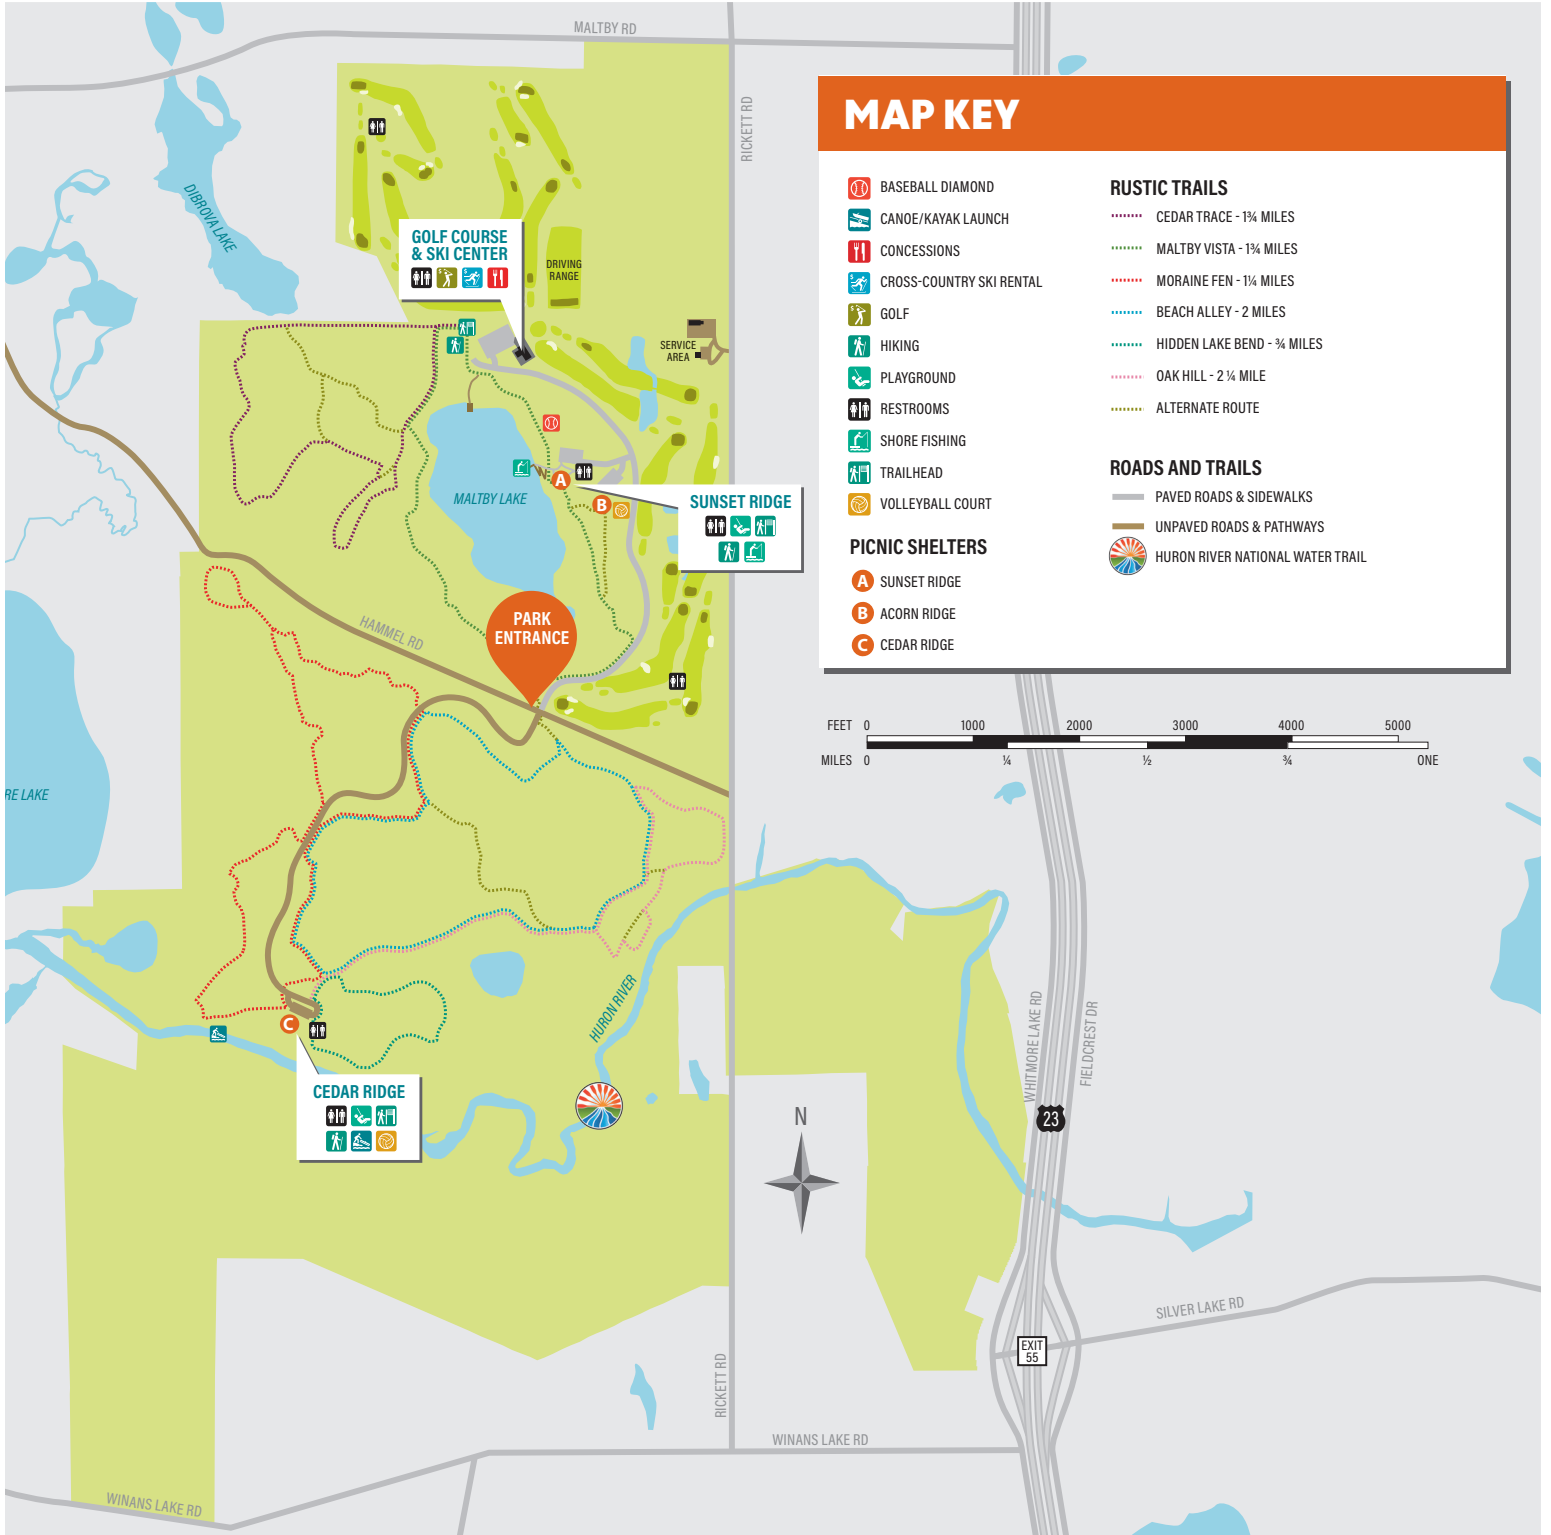 MALTBY RD
RICKETT RD
DIBROVA LAKE
GOLF COURSE
& SKI CENTER
DRIVING
RANGE
SERVICE
AREA
MALTBY LAKE
A
B
SUNSET RIDGE
PARK
ENTRANCE
HAMMEL RD
RE LAKE
HURON RIVER
C
CEDAR RIDGE
MAP KEY
BASEBALL DIAMOND
CANOE/KAYAK LAUNCH
CONCESSIONS
CROSS-COUNTRY SKI RENTAL
GOLF
HIKING
PLAYGROUND
RESTROOMS
SHORE FISHING
TRAILHEAD
VOLLEYBALL COURT
PICNIC SHELTERS
A SUNSET RIDGE
B ACORN RIDGE
C CEDAR RIDGE
RUSTIC TRAILS
CEDAR TRACE - 1¾ MILES
MALTBY VISTA - 1¾ MILES
MORAINE FEN - 1¼ MILES
BEACH ALLEY - 2 MILES
HIDDEN LAKE BEND - ¾ MILES
OAK HILL - 2 ¼ MILE
ALTERNATE ROUTE
ROADS AND TRAILS
PAVED ROADS & SIDEWALKS
UNPAVED ROADS & PATHWAYS
HURON RIVER NATIONAL WATER TRAIL
FEET 0 1000 2000 3000 4000 5000
MILES 0 ¼ ½ ¾ ONE
WHITMORE LAKE RD
FIELDCREST DR
23
N
SILVER LAKE RD
EXIT
55
RICKETT RD
WINANS LAKE RD
WINANS LAKE RD